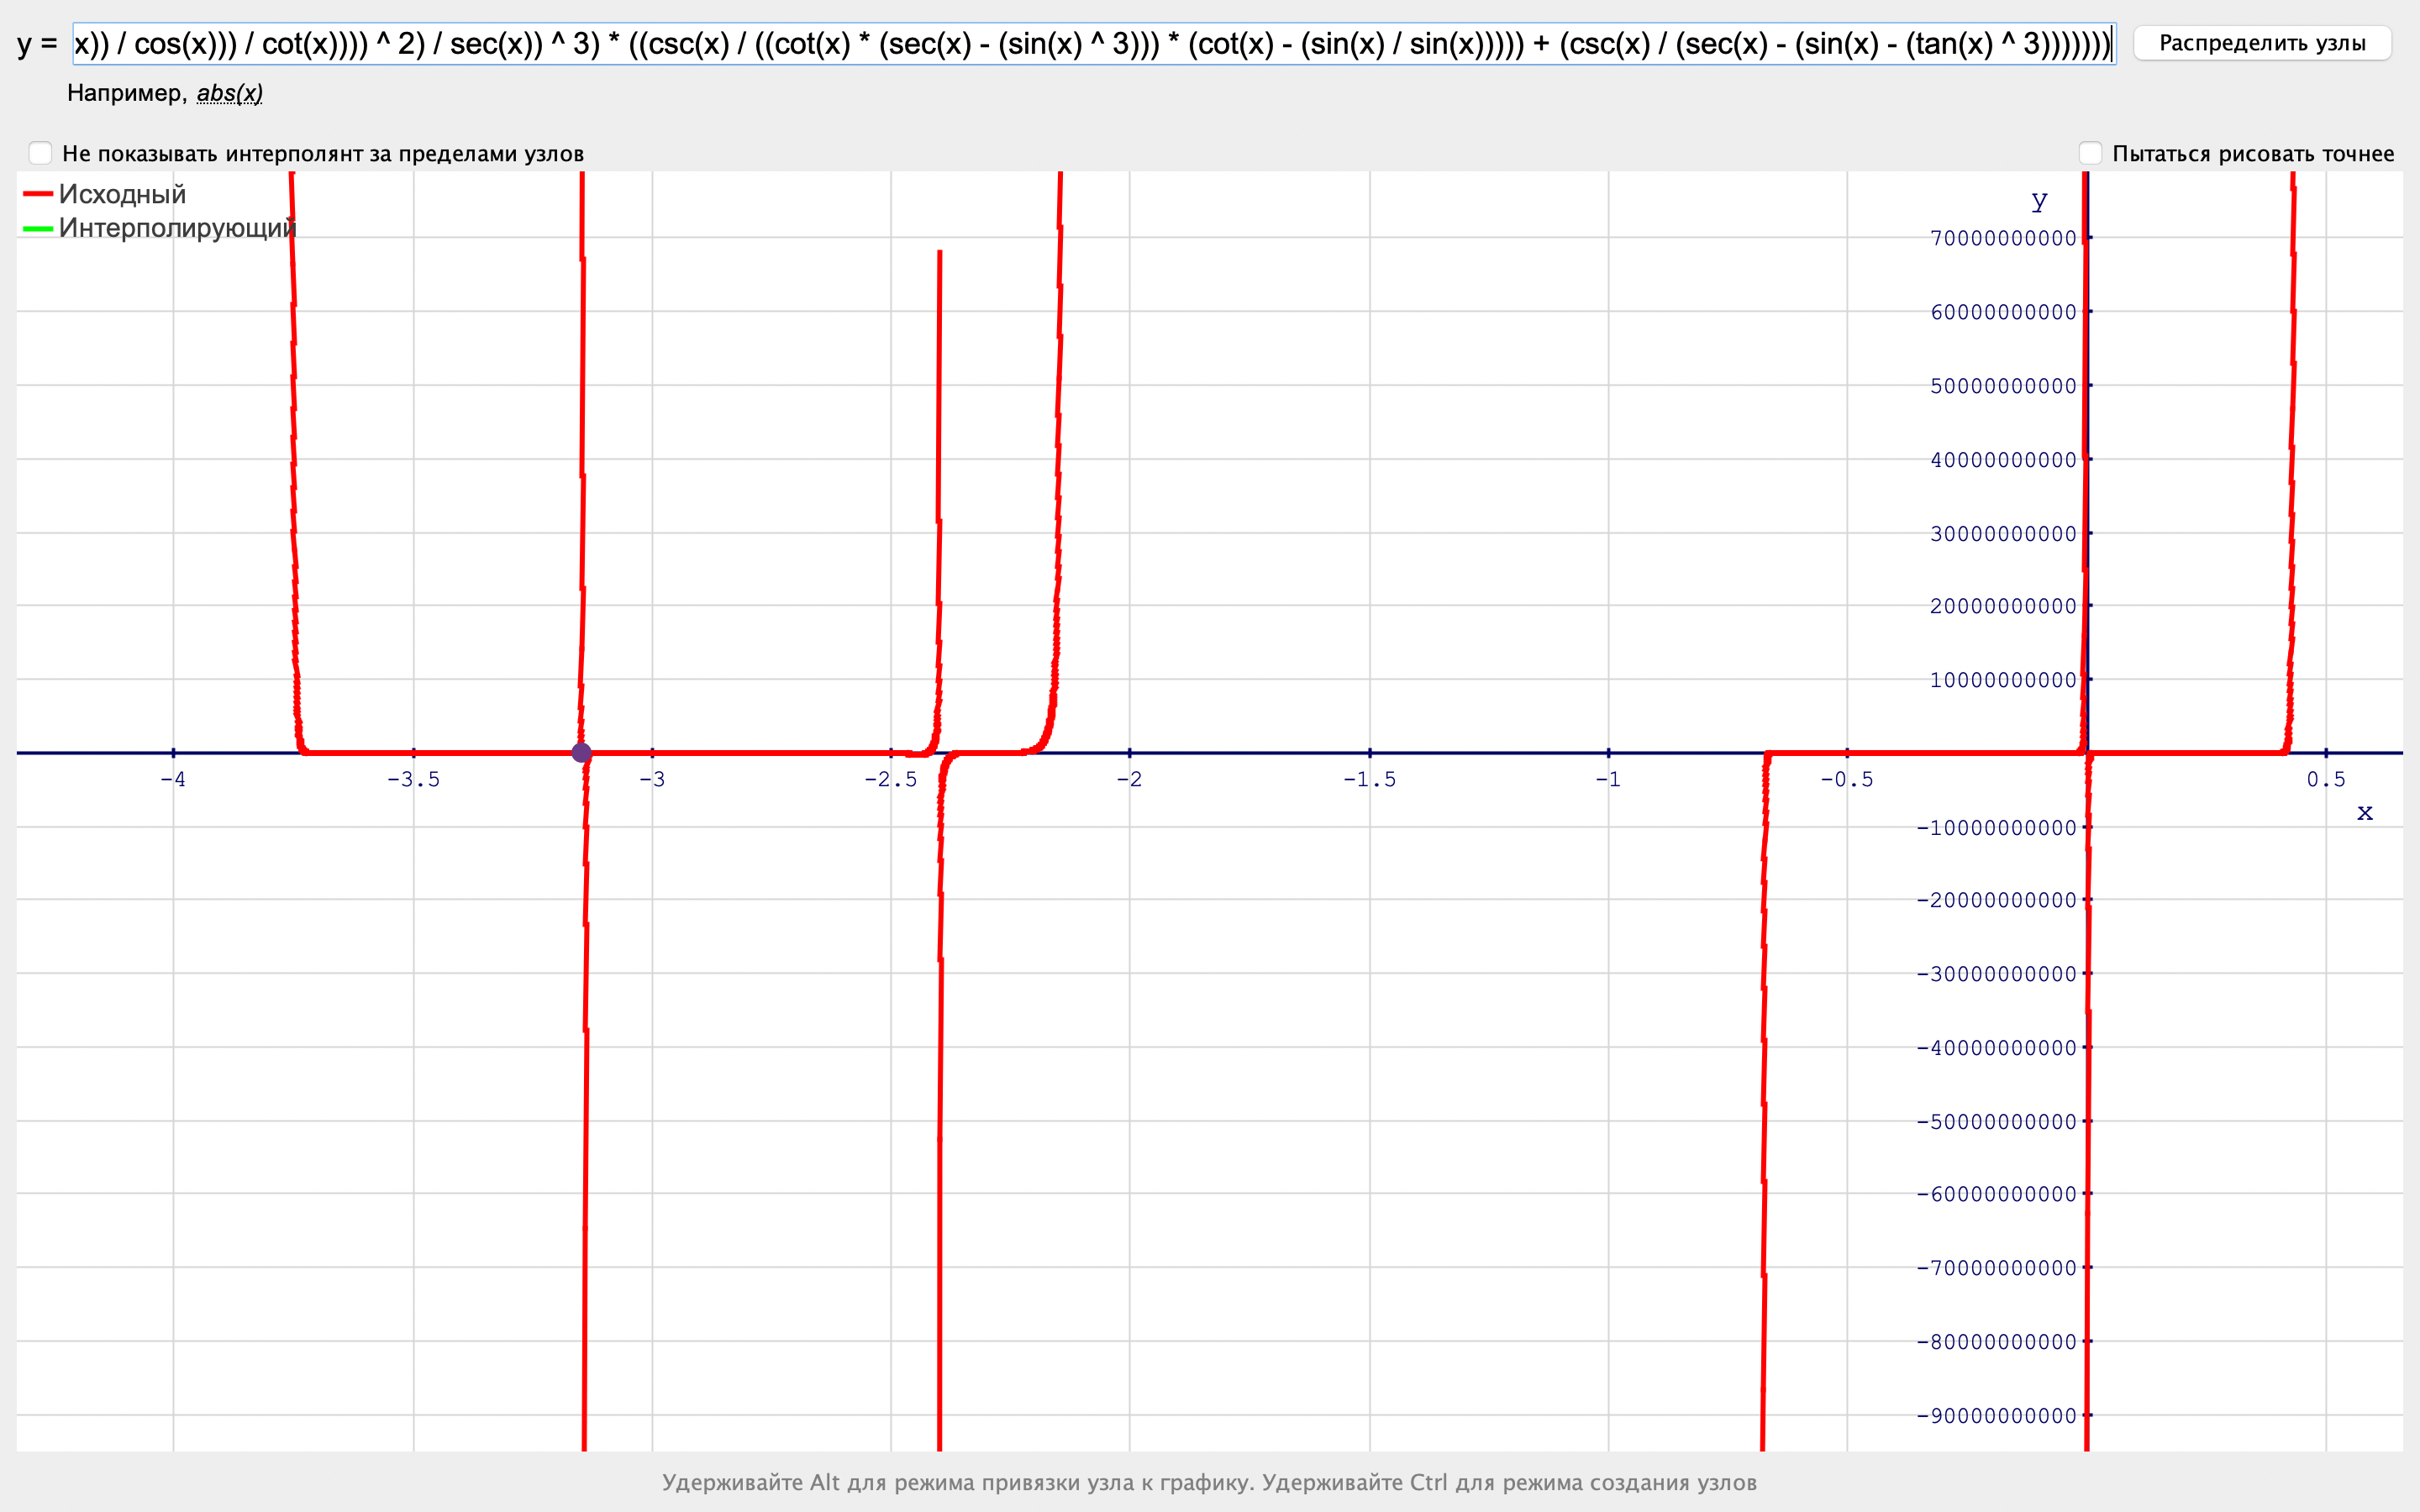 y = x)) / cos(x))) / cot(x)))) ^ 2) / sec(x)) ^ 3) * ((csc(x) / ((cot(x) * (sec(x) - (sin(x) ^ 3))) * (cot(x) - (sin(x) / sin(x))))) + (csc(x) / (sec(x) - (sin(x) - (tan(x) ^ 3))))))) Распределить узлы
Например, abs(x)
Не показывать интерполянт за пределами узлов Пытаться рисовать точнее
Исходный
Интерполирующий
y
70000000000
60000000000
50000000000
40000000000
30000000000
20000000000
10000000000
-4 -3.5 -3 -2.5 -2 -1.5 -1 -0.5 0.5
x
-10000000000
-20000000000
-30000000000
-40000000000
-50000000000
-60000000000
-70000000000
-80000000000
-90000000000
Удерживайте Alt для режима привязки узла к графику. Удерживайте Ctrl для режима создания узлов